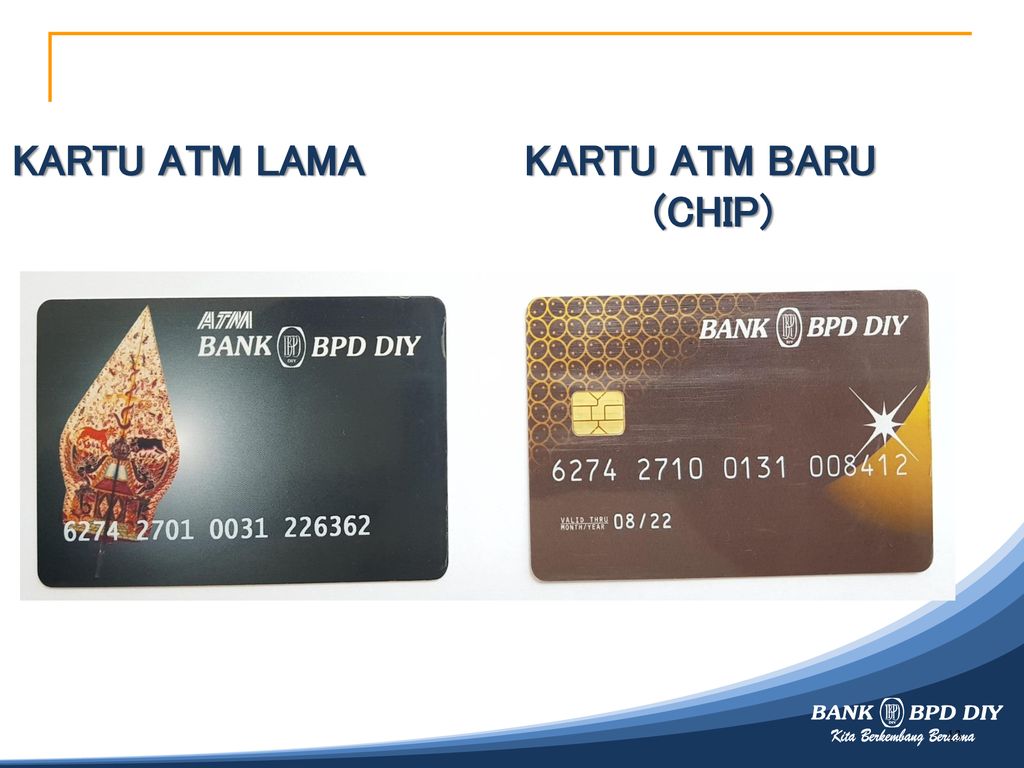 KARTU ATM LAMA
KARTU ATM BARU
(CHIP)
ATM
BANK BPD DIY
6274 2701 0031 226362
BANK BPD DIY
6274 2710 0131 008412
VALID THRU
MONTH/YEAR 08/22
BANK BPD DIY
Kita Berkembang Bersama